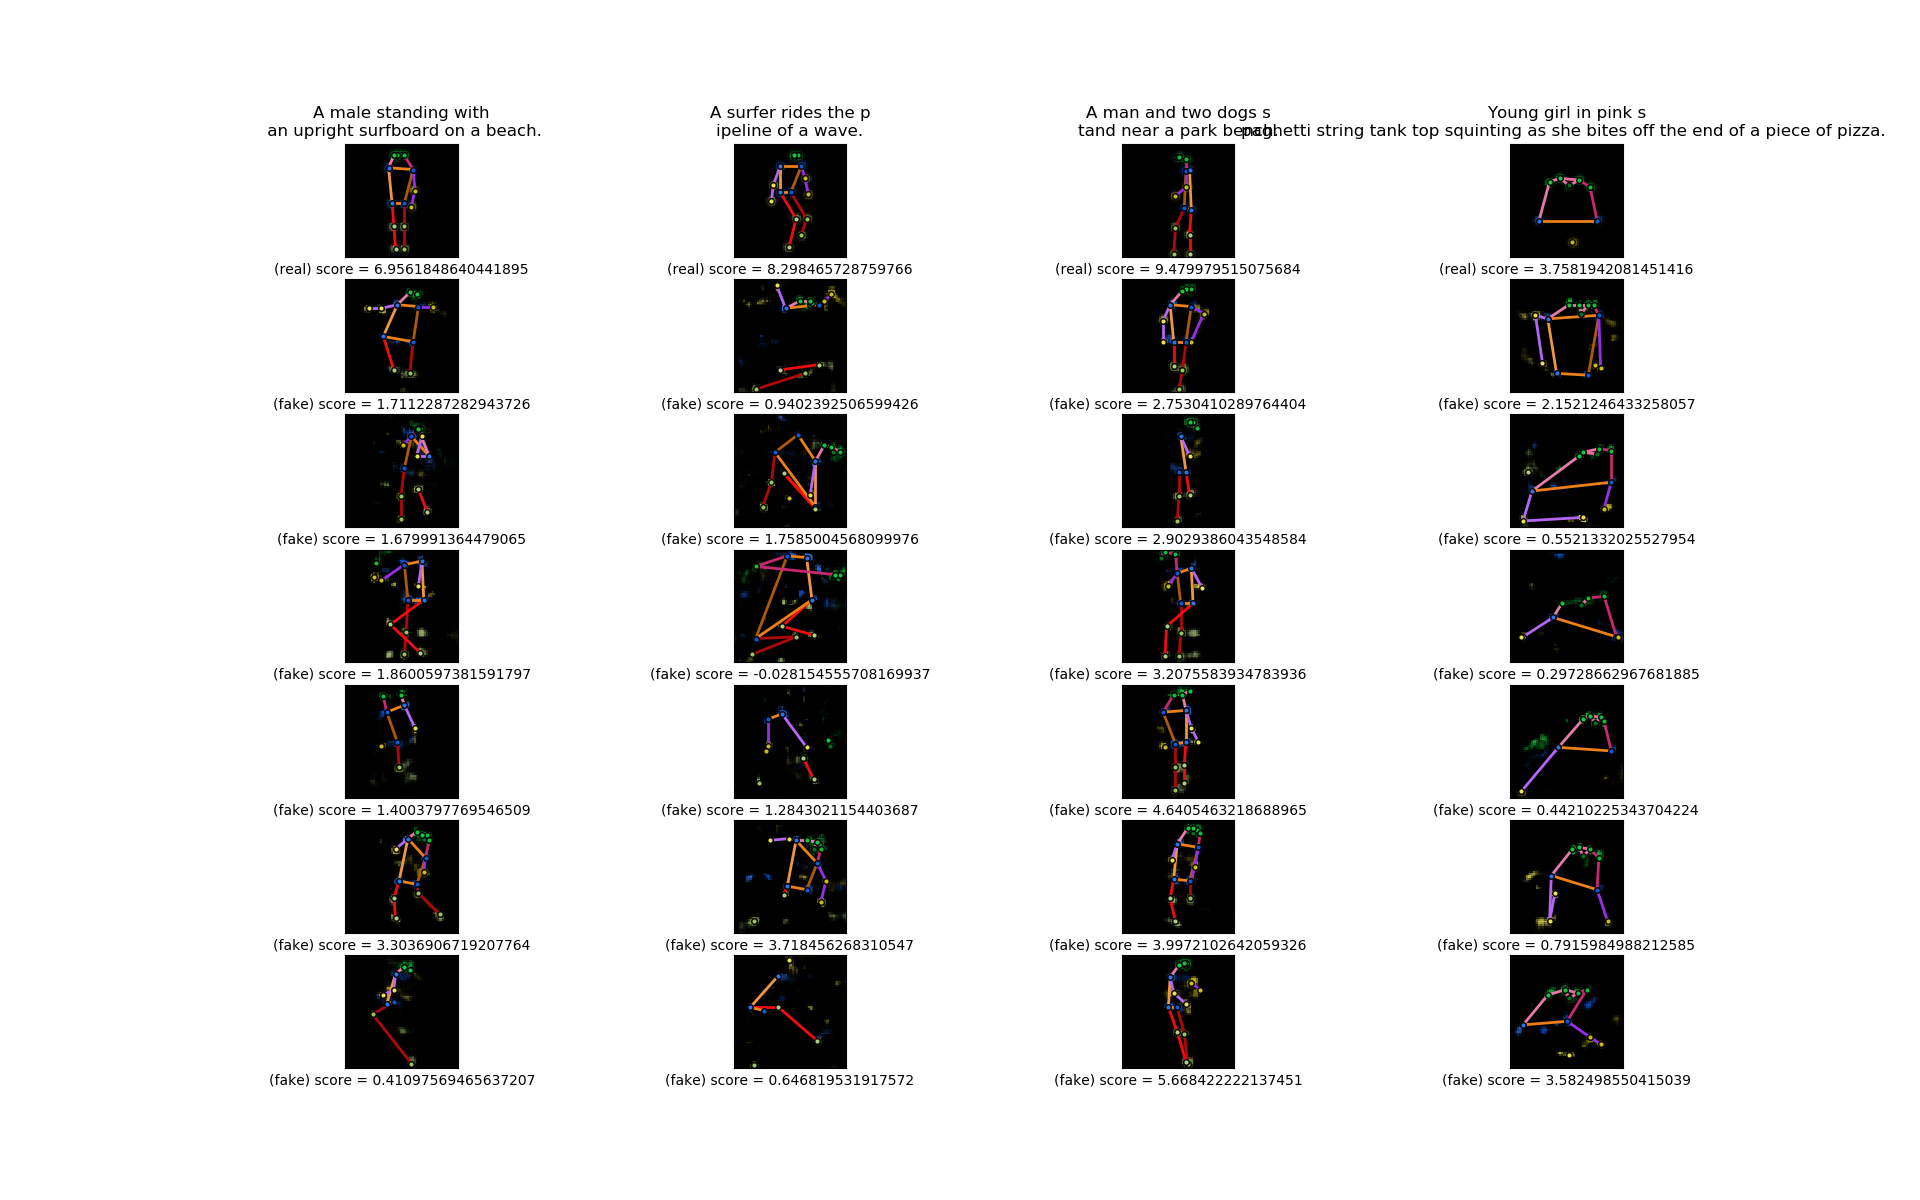 A male standing with
an upright surfboard on a beach.
A surfer rides the p
ipeline of a wave.
A man and two dogs s
tand near a park bench.
Young girl in pink s
paghetti string tank top squinting as she bites off the end of a piece of pizza.
(real) score = 6.9561848640441895
(real) score = 8.298465728759766
(real) score = 9.479979515075684
(real) score = 3.7581942081451416
(fake) score = 1.7112287282943726
(fake) score = 0.9402392506599426
(fake) score = 2.7530410289764404
(fake) score = 2.1521246433258057
(fake) score = 1.679991364479065
(fake) score = 1.7585004568099976
(fake) score = 2.9029386043548584
(fake) score = 0.5521332025527954
(fake) score = 1.8600597381591797
(fake) score = -0.028154555708169937
(fake) score = 3.2075583934783936
(fake) score = 0.29728662967681885
(fake) score = 1.4003797769546509
(fake) score = 1.2843021154403687
(fake) score = 4.6405463218688965
(fake) score = 0.44210225343704224
(fake) score = 3.3036906719207764
(fake) score = 3.718456268310547
(fake) score = 3.9972102642059326
(fake) score = 0.7915984988212585
(fake) score = 0.41097569465637207
(fake) score = 0.646819531917572
(fake) score = 5.668422222137451
(fake) score = 3.582498550415039